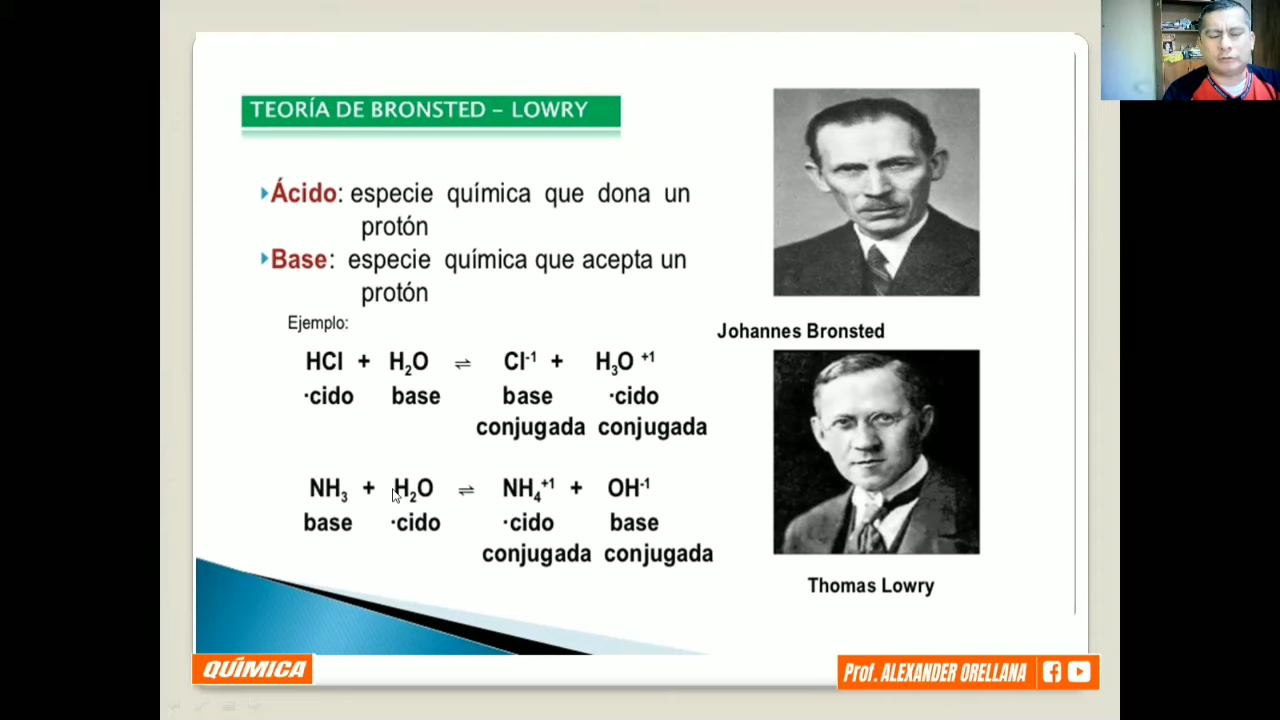 TEORÍA DE BRONSTED – LOWRY
Ácido: especie química que dona un
protón
Base: especie química que acepta un
protón
Ejemplo:
HCl + H₂O ⇌ Cl⁻¹ + H₃O ⁺¹
·cido base base ·cido
conjugada conjugada
NH₃ + H₂O ⇌ NH₄⁺¹ + OH⁻¹
base ·cido ·cido base
conjugada conjugada
Johannes Bronsted
Thomas Lowry
QUÍMICA
Prof. ALEXANDER ORELLANA